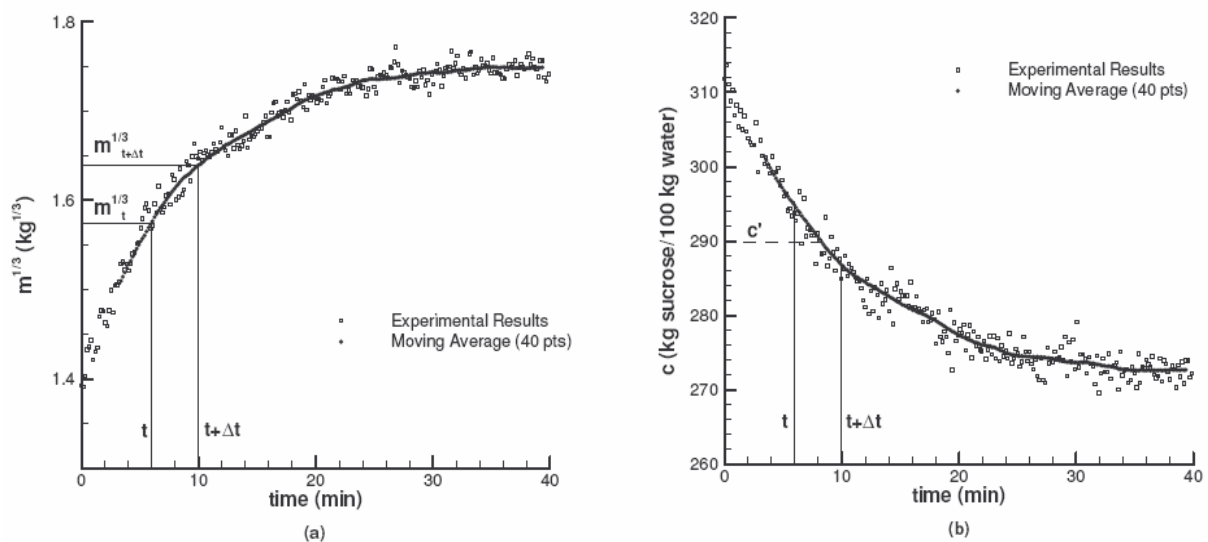 1.8
1.7
1.6
1.4
m^{1/3} (kg^{1/3})
m^{1/3}_{t+Δt}
m^{1/3}_{t}
Experimental Results
Moving Average (40 pts)
t
t+Δt
0
10
20
30
40
time (min)
(a)
320
310
300
290
280
270
260
c (kg sucrose/100 kg water)
Experimental Results
Moving Average (40 pts)
c'
t
t+Δt
0
10
20
30
40
time (min)
(b)